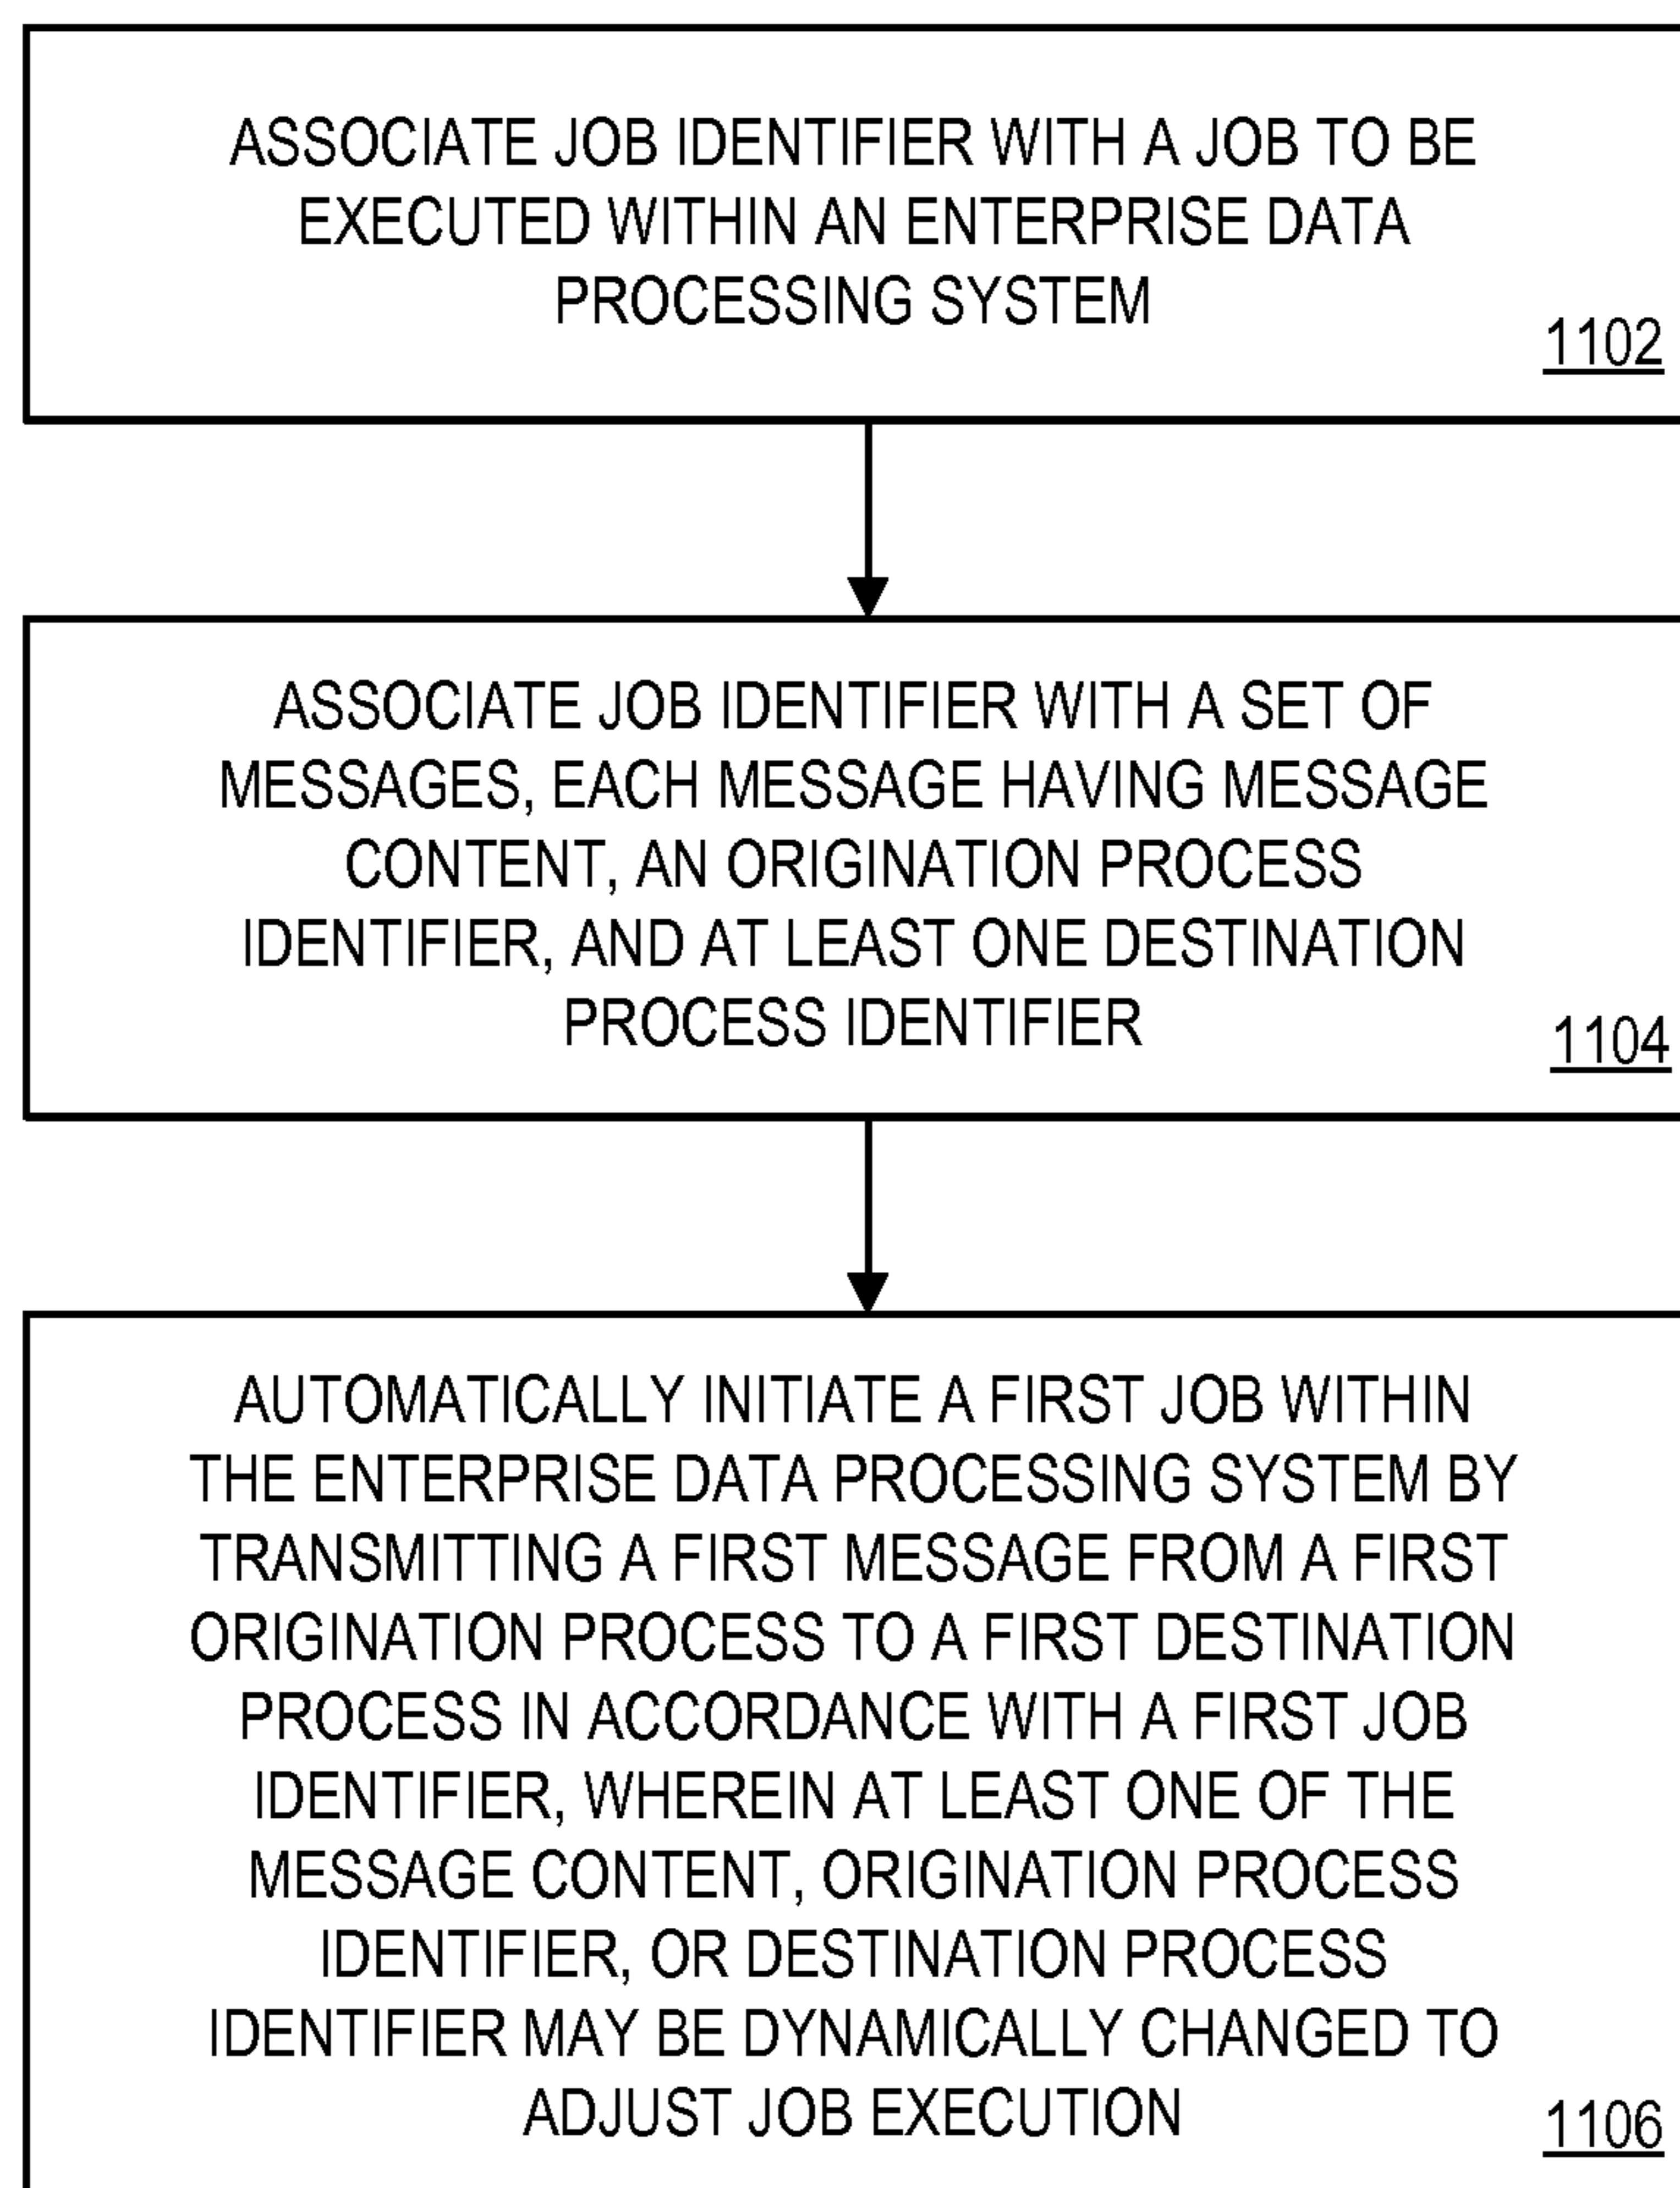 ASSOCIATE JOB IDENTIFIER WITH A JOB TO BE
EXECUTED WITHIN AN ENTERPRISE DATA
PROCESSING SYSTEM
1102
ASSOCIATE JOB IDENTIFIER WITH A SET OF
MESSAGES, EACH MESSAGE HAVING MESSAGE
CONTENT, AN ORIGINATION PROCESS
IDENTIFIER, AND AT LEAST ONE DESTINATION
PROCESS IDENTIFIER
1104
AUTOMATICALLY INITIATE A FIRST JOB WITHIN
THE ENTERPRISE DATA PROCESSING SYSTEM BY
TRANSMITTING A FIRST MESSAGE FROM A FIRST
ORIGINATION PROCESS TO A FIRST DESTINATION
PROCESS IN ACCORDANCE WITH A FIRST JOB
IDENTIFIER, WHEREIN AT LEAST ONE OF THE
MESSAGE CONTENT, ORIGINATION PROCESS
IDENTIFIER, OR DESTINATION PROCESS
IDENTIFIER MAY BE DYNAMICALLY CHANGED TO
ADJUST JOB EXECUTION
1106